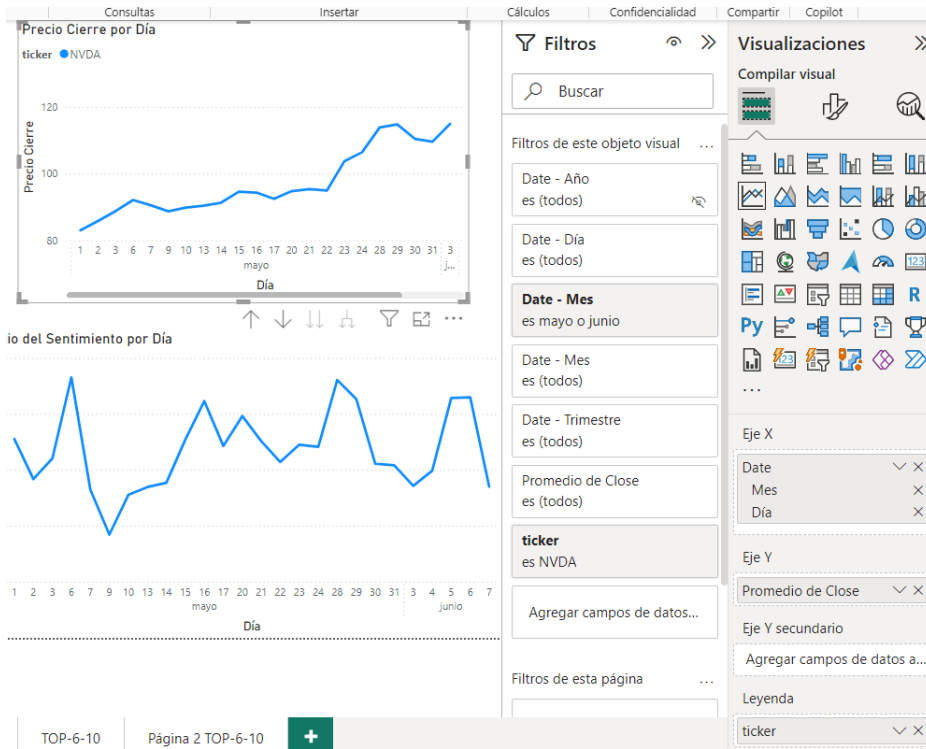 Consultas
Insertar
Cálculos
Confidencialidad
Compartir
Copilot
Precio Cierre por Día
ticker NVDA
Precio Cierre
120
100
80
1 2 3 6 7 9 10 13 14 15 16 17 20 21 22 23 24 28 29 30 31 3
mayo j...
Día
io del Sentimiento por Día
1 2 3 6 7 9 10 13 14 15 16 17 20 21 22 23 24 28 29 30 31 3 4 5 6 7
mayo junio
Día
TOP-6-10
Página 2 TOP-6-10
+
Filtros
Buscar
Filtros de este objeto visual ...
Date - Año
es (todos)
Date - Día
es (todos)
Date - Mes
es mayo o junio
Date - Mes
es (todos)
Date - Trimestre
es (todos)
Promedio de Close
es (todos)
ticker
es NVDA
Agregar campos de datos...
Filtros de esta página ...
Visualizaciones
Compilar visual
123
R
Py
123
...
Eje X
Date
Mes
Día
Eje Y
Promedio de Close
Eje Y secundario
Agregar campos de datos a...
Leyenda
ticker